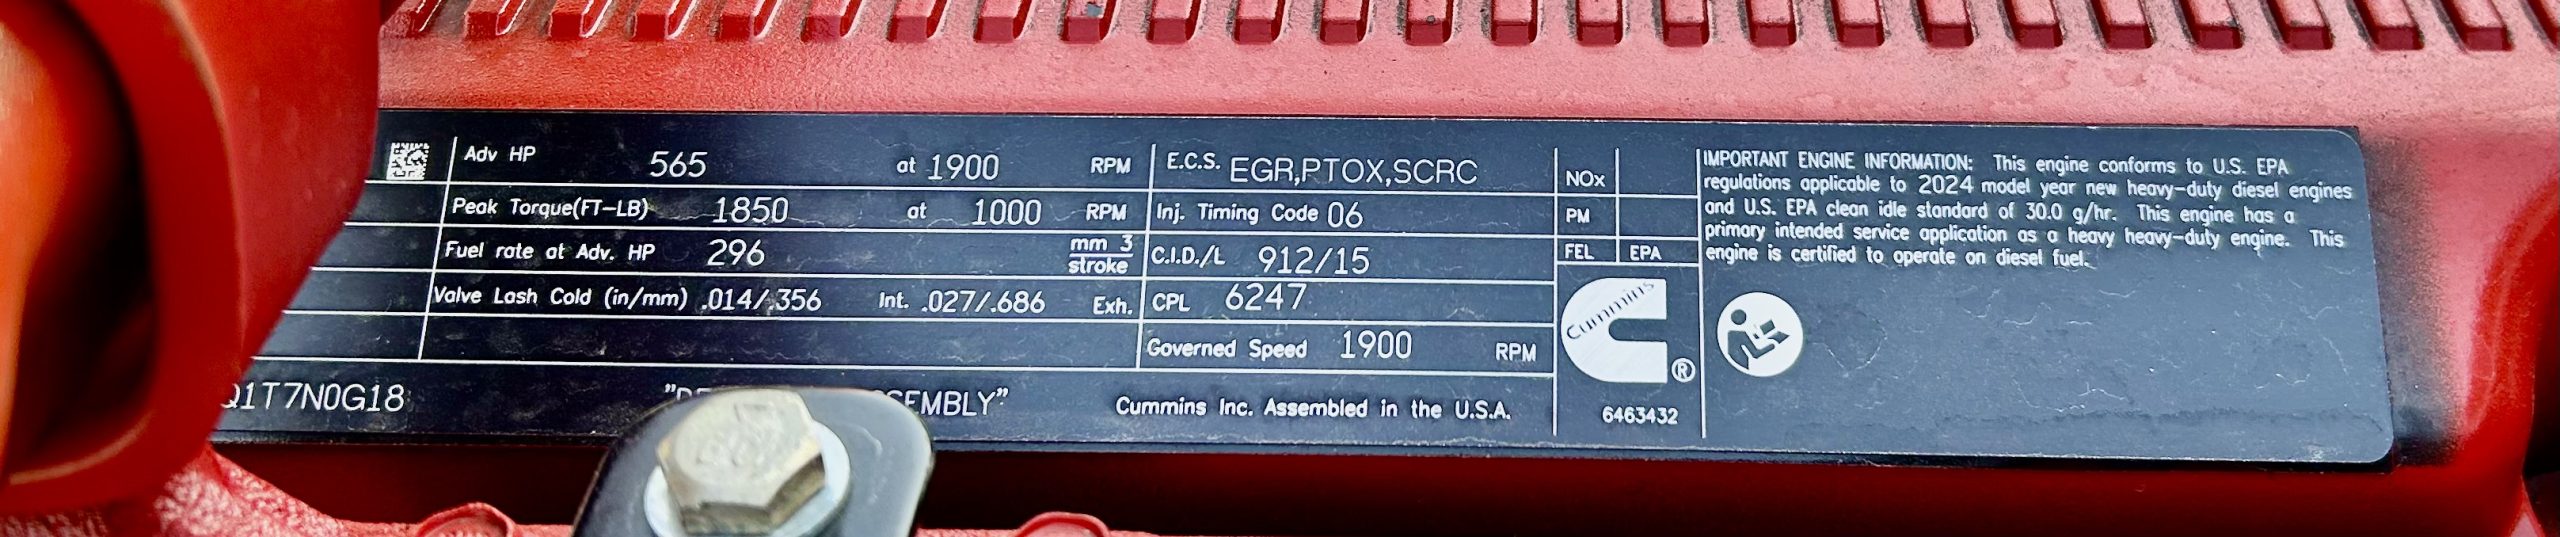 Adv HP 565 at 1900 RPM
Peak Torque(FT-LB) 1850 at 1000 RPM
Fuel rate at Adv. HP 296 mm 3 stroke
Valve Lash Cold (in/mm) .014/.356 Int. .027/.686 Exh.
Q1T7N0G18
E.C.S. EGR,PTOX,SCRC
Inj. Timing Code 06
C.I.D./L 912/15
CPL 6247
Governed Speed 1900 RPM
Cummins Inc. Assembled in the U.S.A.
NOx
PM
FEL EPA
Cummins
®
6463432
IMPORTANT ENGINE INFORMATION: This engine conforms to U.S. EPA
regulations applicable to 2024 model year new heavy-duty diesel engines
and U.S. EPA clean idle standard of 30.0 g/hr. This engine has a
primary intended service application as a heavy heavy-duty engine. This
engine is certified to operate on diesel fuel.